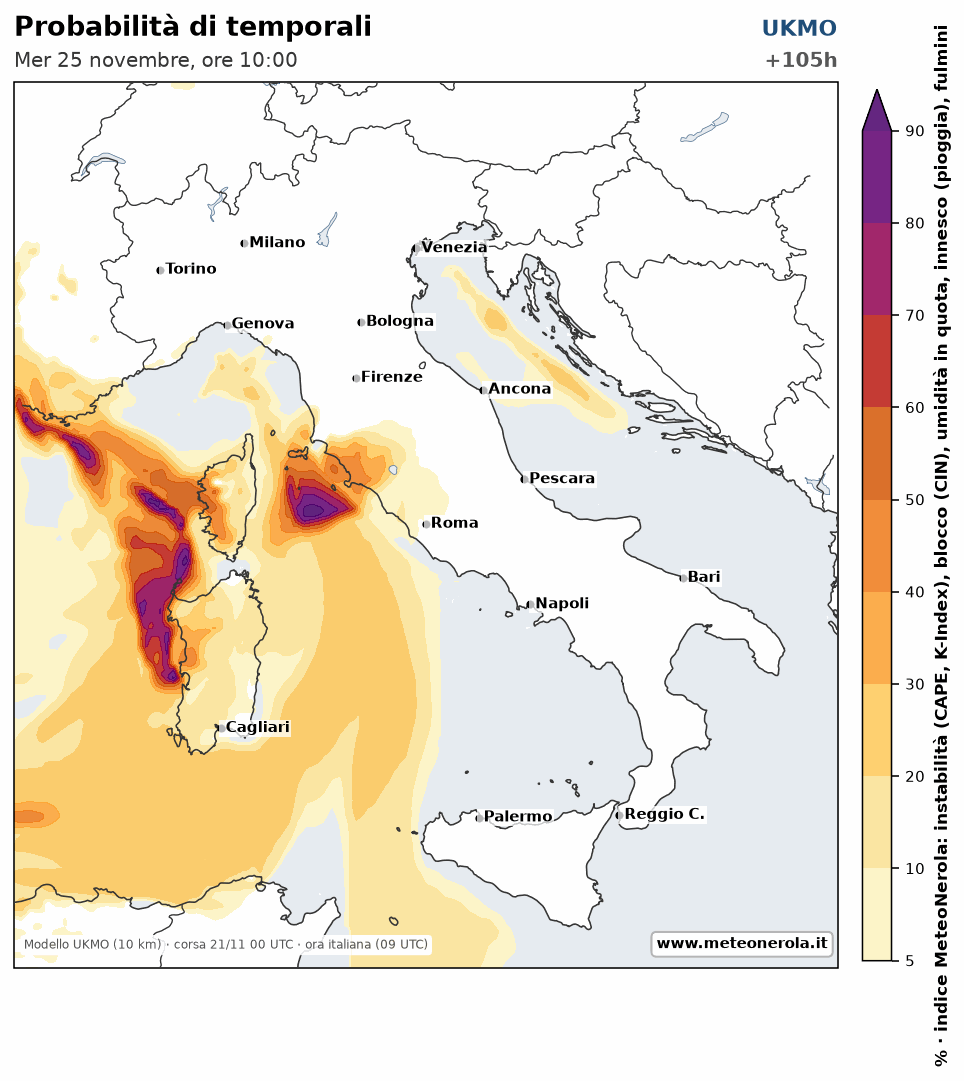 Probabilità di temporali
UKMO
Mer 25 novembre, ore 10:00
+105h
Milano
Venezia
Torino
Genova
Bologna
Firenze
Ancona
Pescara
Roma
Bari
Napoli
Cagliari
Palermo
Reggio C.
Modello UKMO (10 km) · corsa 21/11 00 UTC · ora italiana (09 UTC)
www.meteonerola.it
90
80
70
60
50
40
30
20
10
5
% · indice MeteoNerola: instabilità (CAPE, K-Index), blocco (CIN), umidità in quota, innesco (pioggia), fulmini